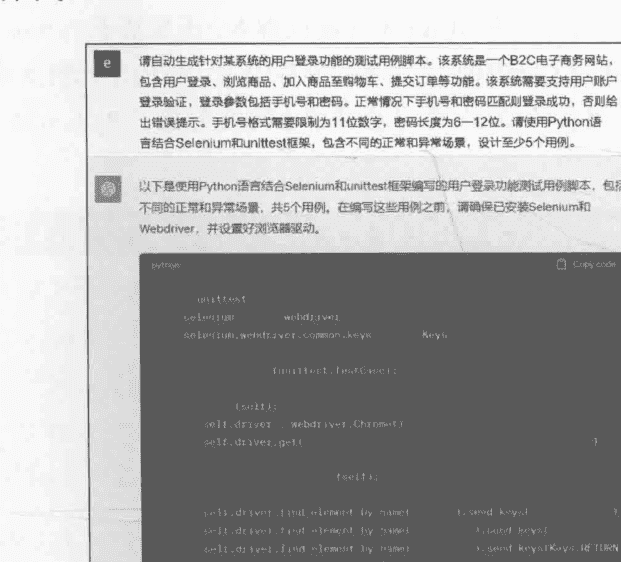 e
请自动生成针对某系统的用户登录功能的测试用例脚本。该系统是一个B2C电子商务网站，
包含用户登录、浏览商品、加入商品至购物车、提交订单等功能。该系统需要支持用户账户
登录验证，登录参数包括手机号和密码。正常情况下手机号和密码匹配则登录成功，否则给
出错误提示。手机号格式需要限制为11位数字，密码长度为6—12位。请使用Python语
言结合Selenium和unittest框架，包含不同的正常和异常场景，设计至少5个用例。
以下是使用Python语言结合Selenium和unittest框架编写的用户登录功能测试用例脚本，包括
不同的正常和异常场景，共5个用例。在编写这些用例之前，请确保已安装Selenium和
Webdriver，并设置好浏览器驱动。
python Copy code
unittest
selenium webdriver
selenium.webdriver.common.keys Keys
(unittest.TestCase):
(self):
self.driver webdriver.Chrome()
self.driver.get( )
(self):
self.driver.find_element_by_name( ).send_keys( )
self.driver.find_element_by_name( ).send_keys(
self.driver.find_element_by_name( ).send_keys(Keys.RETURN